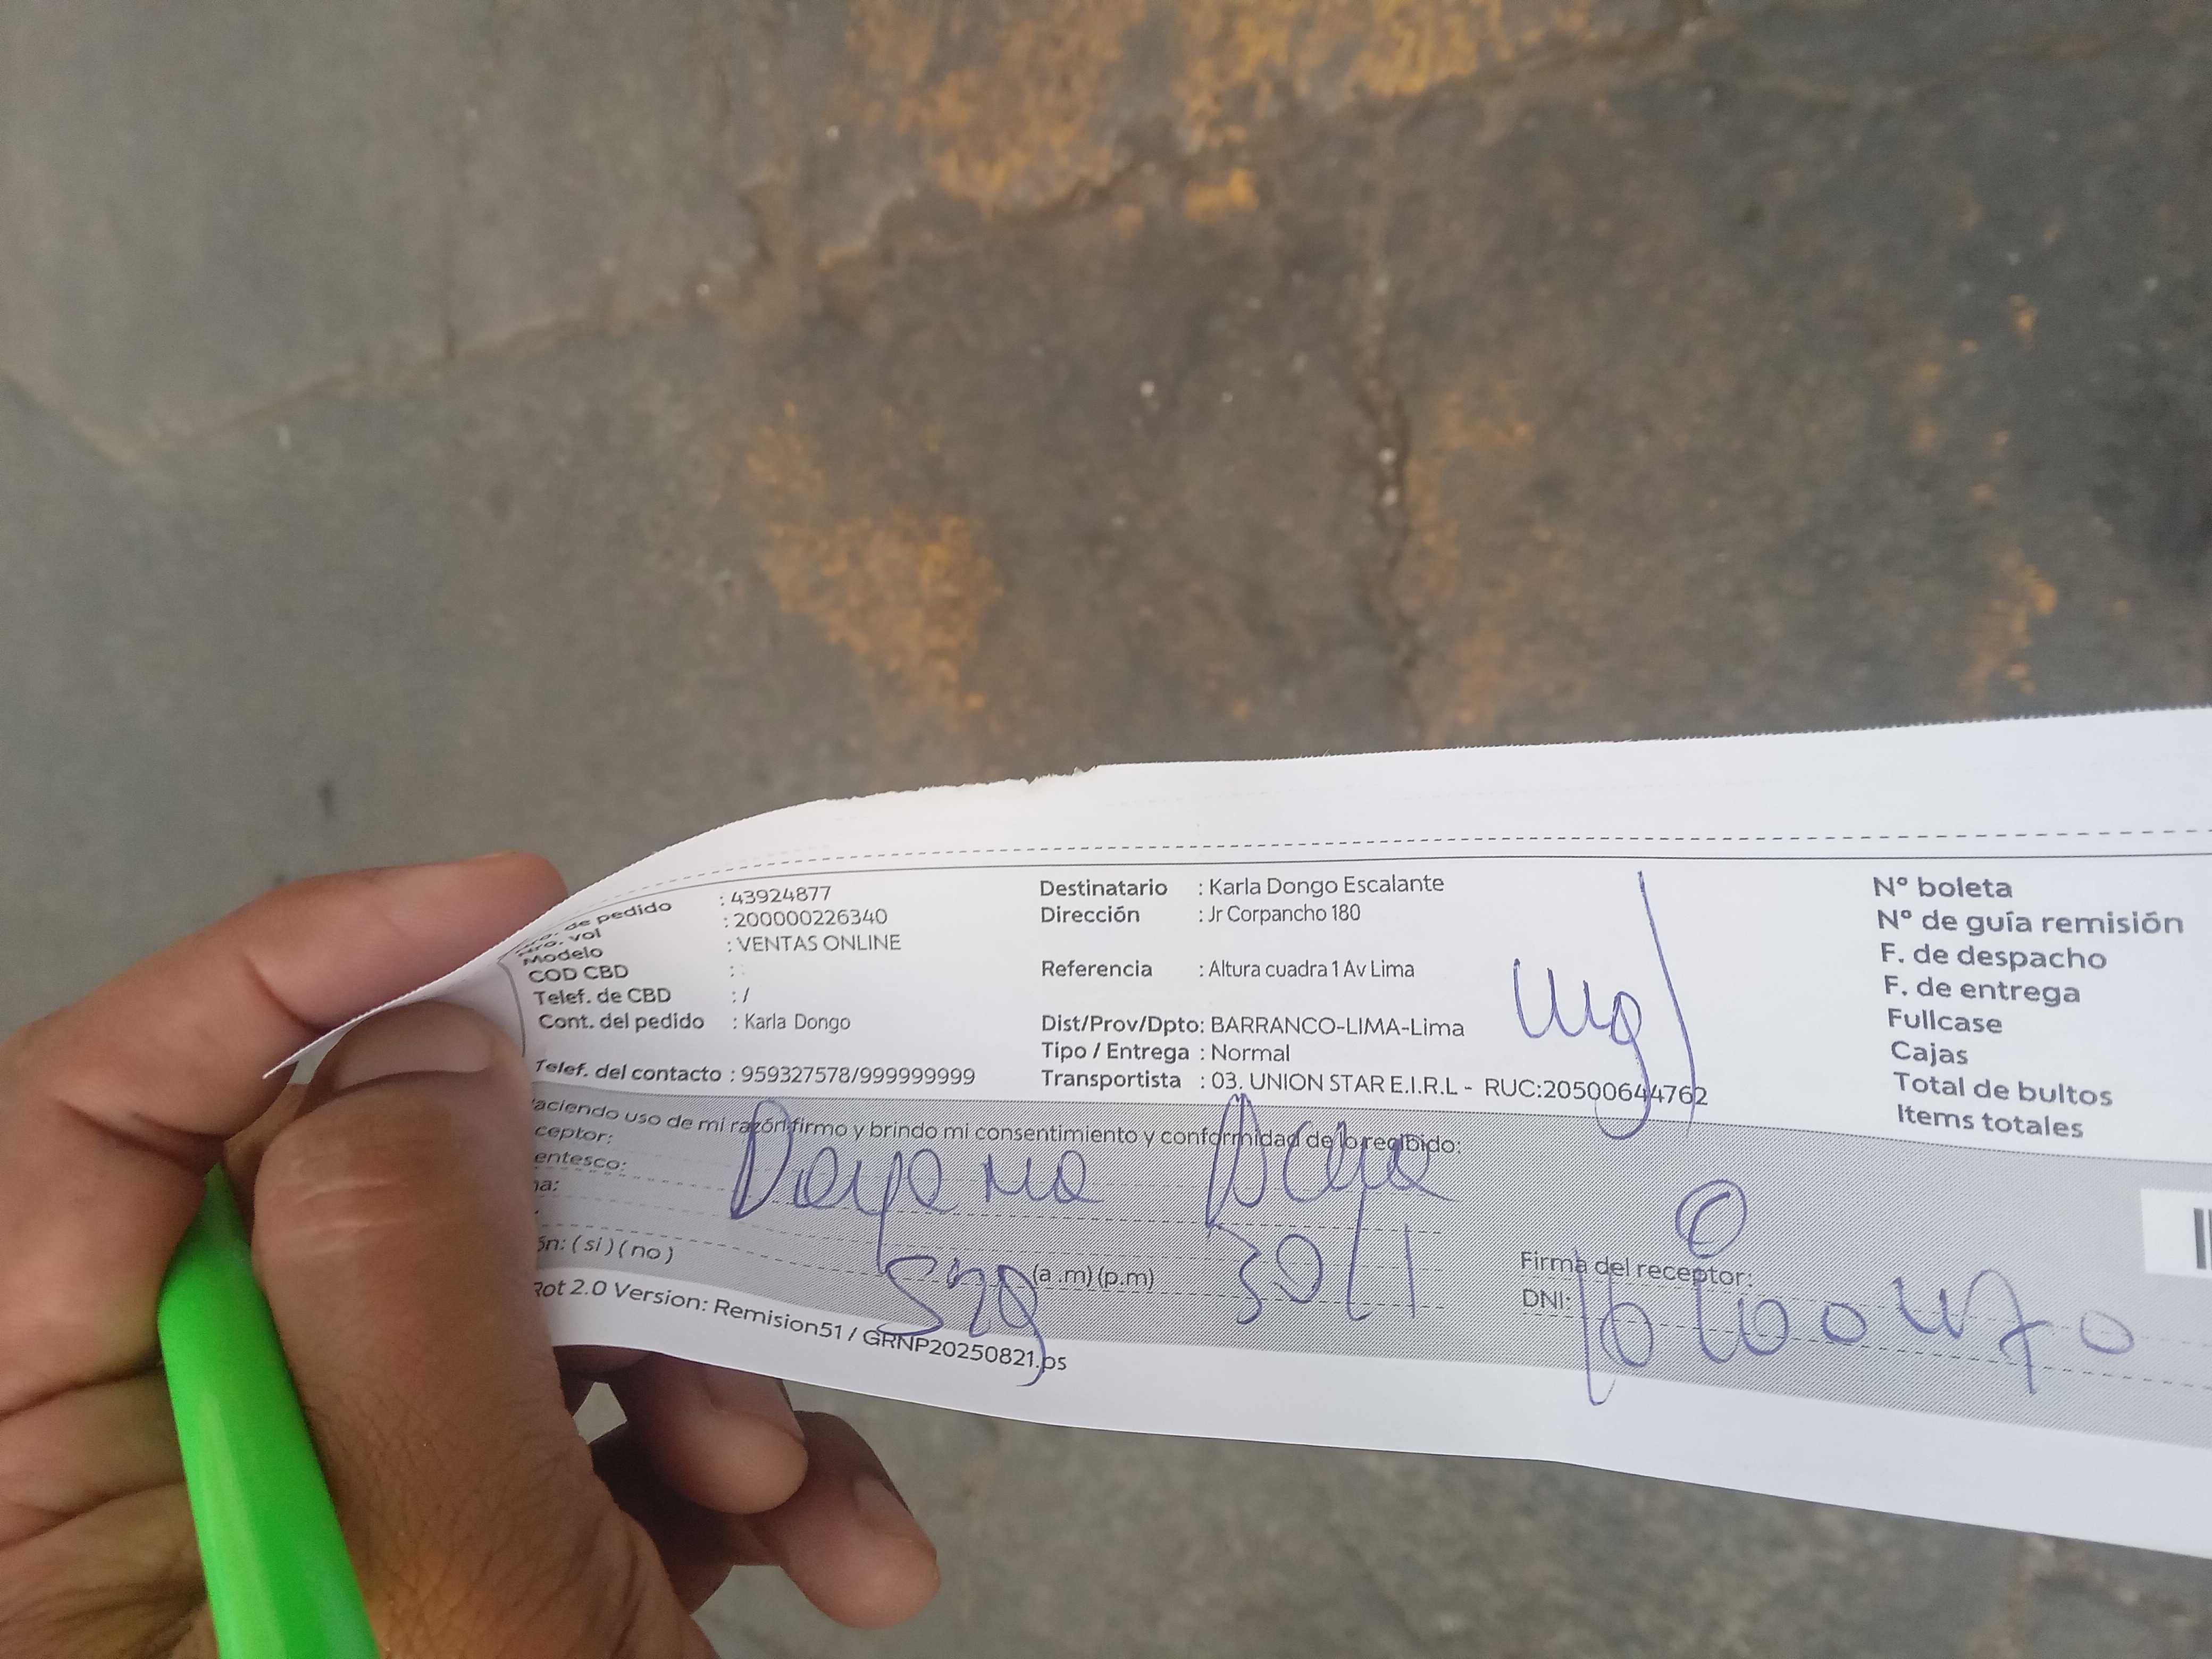 de pedido : 43924877
Nro. vol : 200000226340
Modelo : VENTAS ONLINE
COD CBD :
Telef. de CBD : /
Cont. del pedido : Karla Dongo
Telef. del contacto : 959327578/999999999
Destinatario : Karla Dongo Escalante
Dirección : Jr Corpancho 180
Referencia : Altura cuadra 1 Av Lima
Dist/Prov/Dpto: BARRANCO-LIMA-Lima
Tipo / Entrega : Normal
Transportista : 03. UNION STAR E.I.R.L - RUC:20500644762
N° boleta
N° de guía remisión
F. de despacho
F. de entrega
Fullcase
Cajas
Total de bultos
Items totales
aciendo uso de mi razón firmo y brindo mi consentimiento y conformidad de lo recibido:
ceptor: Dayana
entesco:
na:
ón: ( si ) ( no )
(a .m) (p.m)
Firma del receptor:
DNI:
Rot 2.0 Version: Remision51 / GRNP20250821.ps